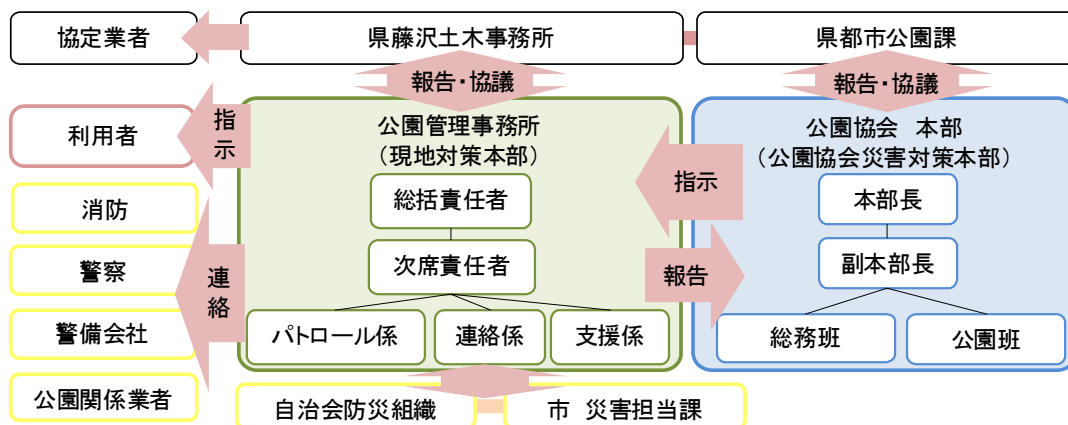 協定業者
県藤沢土木事務所
県都市公園課
報告・協議
報告・協議
利用者
指示
公園管理事務所
（現地対策本部）
公園協会 本部
（公園協会災害対策本部）
指示
総括責任者
本部長
消防
次席責任者
副本部長
警察
連絡
報告
パトロール係
連絡係
支援係
総務班
公園班
警備会社
公園関係業者
自治会防災組織
市 災害担当課